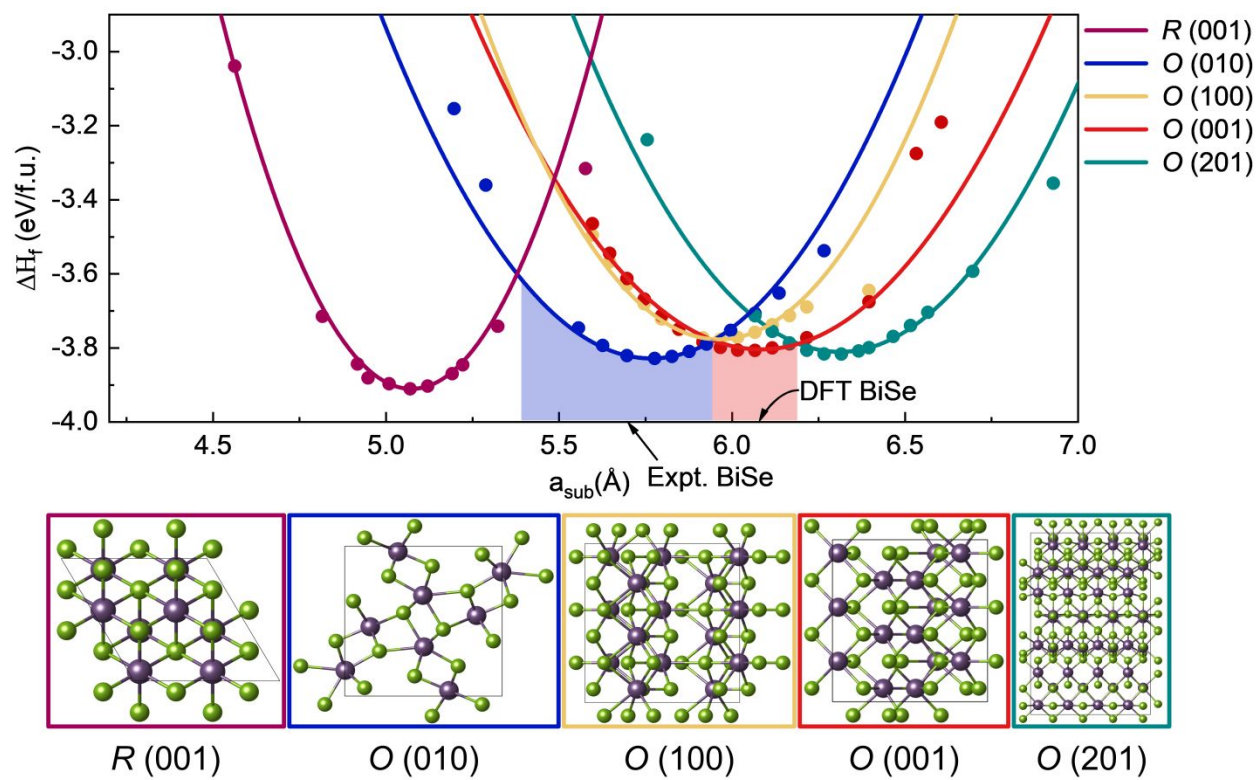 R (001)
O (010)
O (100)
O (001)
O (201)
ΔHf (eV/f.u.)
-3.0
-3.2
-3.4
-3.6
-3.8
-4.0
4.5
5.0
5.5
6.0
6.5
7.0
DFT BiSe
asub(Å)
Expt. BiSe
R (001)
O (010)
O (100)
O (001)
O (201)